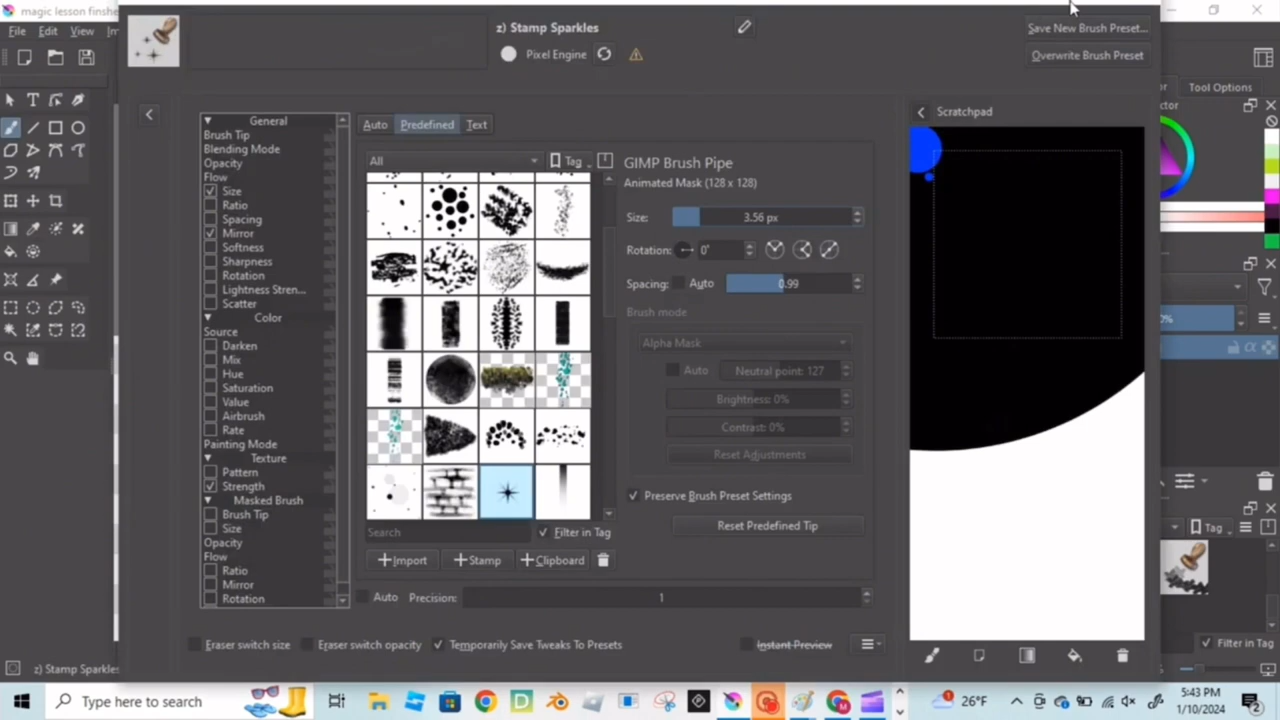 magic lesson finshe
File Edit View
z) Stamp Sparkles
Pixel Engine
Save New Brush Preset...
Overwrite Brush Preset
Tool Options
General
Brush Tip
Blending Mode
Opacity
Flow
Size
Ratio
Spacing
Mirror
Softness
Sharpness
Rotation
Lightness Stren...
Scatter
Color
Source
Darken
Mix
Hue
Saturation
Value
Airbrush
Rate
Painting Mode
Texture
Pattern
Strength
Masked Brush
Brush Tip
Size
Opacity
Flow
Ratio
Mirror
Rotation
Auto Predefined Text
All
Tag
Search
Filter in Tag
Import Stamp Clipboard
GIMP Brush Pipe
Animated Mask (128 x 128)
Size: 3.56 px
Rotation: 0°
Spacing: Auto 0.99
Brush mode
Alpha Mask
Auto Neutral point: 127
Brightness: 0%
Contrast: 0%
Reset Adjustments
Preserve Brush Preset Settings
Reset Predefined Tip
Auto Precision: 1
Eraser switch size Eraser switch opacity Temporarily Save Tweaks To Presets Instant Preview
Scratchpad
Tag
Filter in Tag
z) Stamp Sparkles
Type here to search
26°F
5:43 PM
1/10/2024